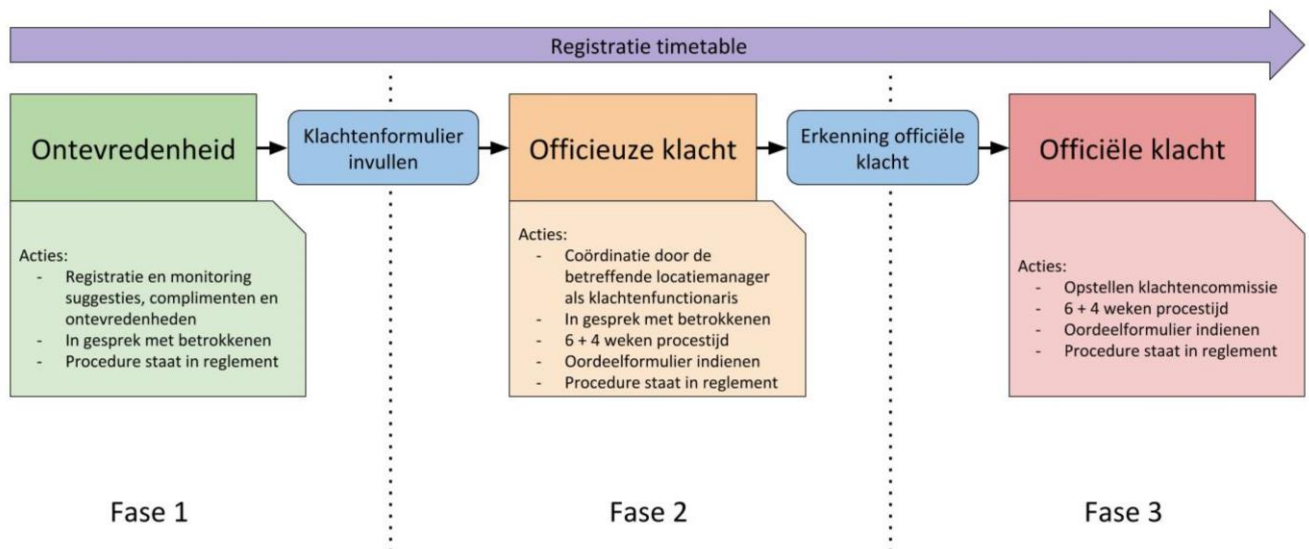 Registratie timetable
Ontevredenheid
Klachtenformulier
invullen
Officieuze klacht
Erkenning officiële
klacht
Officiële klacht
Acties:
- Registratie en monitoring
suggesties, complimenten en
ontevredenheden
- In gesprek met betrokkenen
- Procedure staat in reglement
Acties:
- Coördinatie door de
betreffende locatiemanager
als klachtenfunctionaris
- In gesprek met betrokkenen
- 6 + 4 weken procestijd
- Oordeelformulier indienen
- Procedure staat in reglement
Acties:
- Opstellen klachtencommissie
- 6 + 4 weken procestijd
- Oordeelformulier indienen
- Procedure staat in reglement
Fase 1
Fase 2
Fase 3